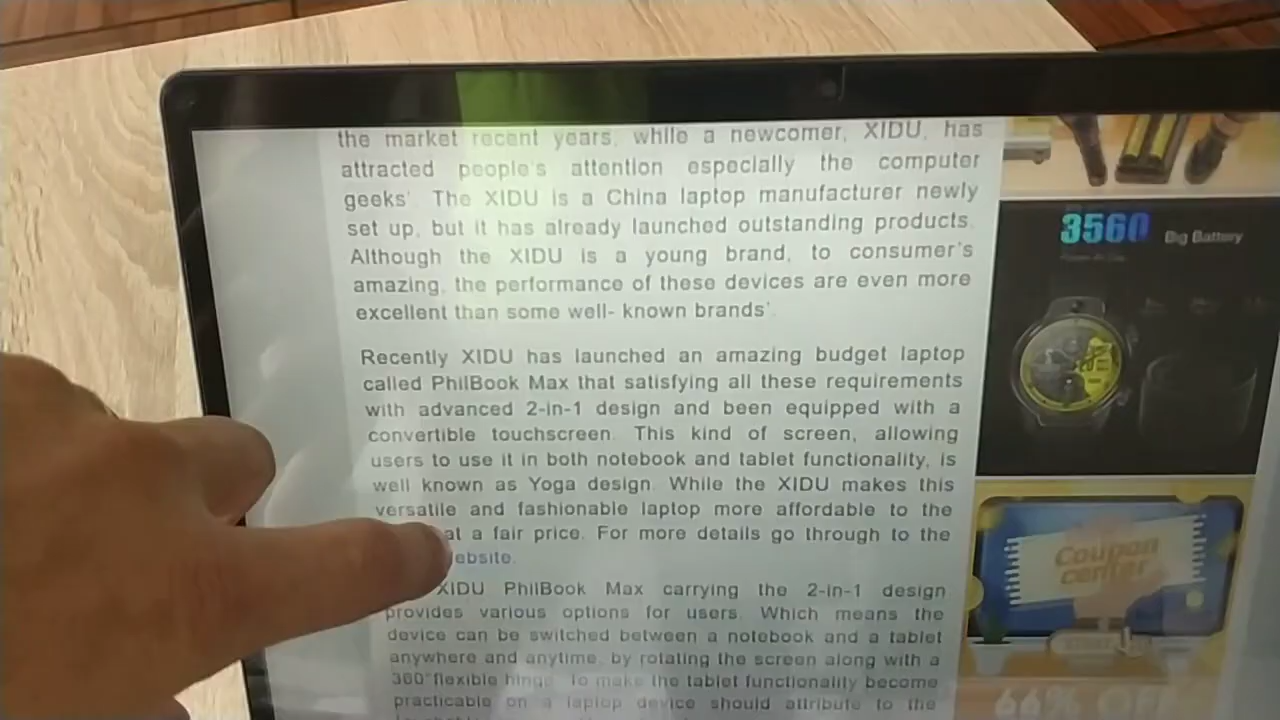 the market recent years, while a newcomer, XIDU, has
attracted people's attention especially the computer
geeks'. The XIDU is a China laptop manufacturer newly
set up, but it has already launched outstanding products.
Although the XIDU is a young brand, to consumer's
amazing, the performance of these devices are even more
excellent than some well- known brands'.
Recently XIDU has launched an amazing budget laptop
called PhilBook Max that satisfying all these requirements
with advanced 2-in-1 design and been equipped with a
convertible touchscreen. This kind of screen, allowing
users to use it in both notebook and tablet functionality, is
well known as Yoga design. While the XIDU makes this
versatile and fashionable laptop more affordable to the
at a fair price. For more details go through to the
ebsite.
XIDU PhilBook Max carrying the 2-in-1 design
provides various options for users. Which means the
device can be switched between a notebook and a tablet
anywhere and anytime, by rotating the screen along with a
360°flexible hinge. To make the tablet functionality become
practicable on a laptop device should attribute to the
3560 Big Battery
Coupon
center
66% OFF